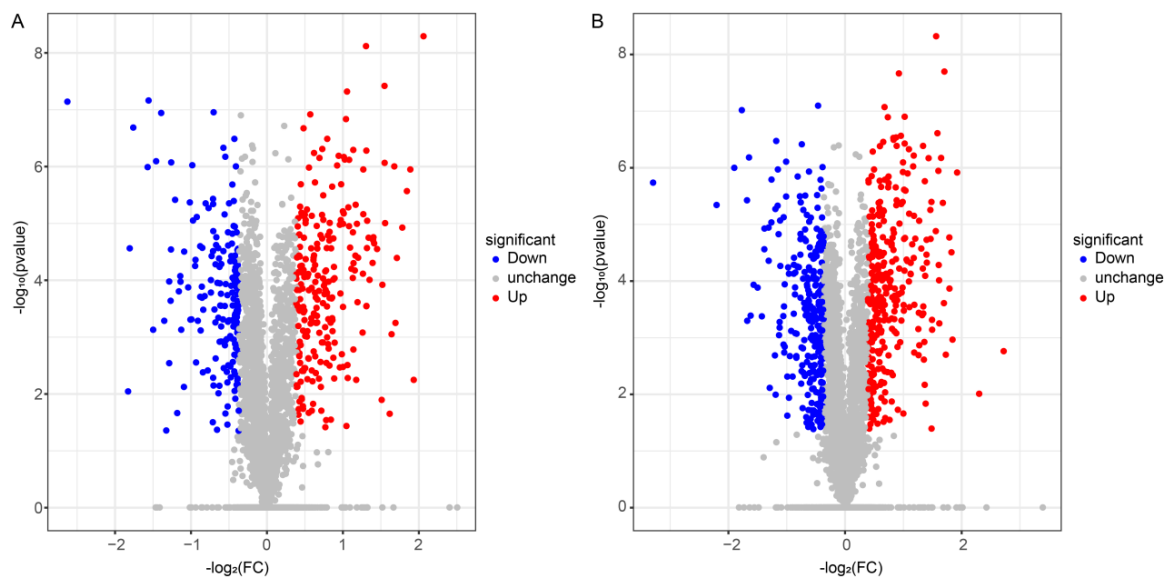 A
8
6
4
2
0
-log₁₀(pvalue)
−2
−1
0
1
2
-log₂(FC)
significant
Down
unchange
Up
B
8
6
4
2
0
-log₁₀(pvalue)
−2
0
2
-log₂(FC)
significant
Down
unchange
Up